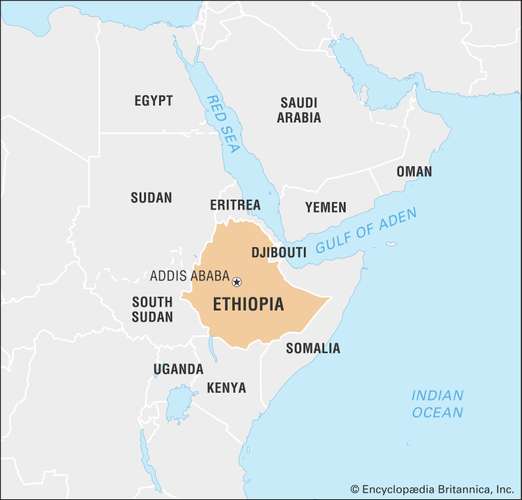 EGYPT
SAUDI
ARABIA
RED SEA
OMAN
SUDAN
ERITREA
YEMEN
GULF OF ADEN
DJIBOUTI
ADDIS ABABA
ETHIOPIA
SOUTH
SUDAN
SOMALIA
UGANDA
KENYA
INDIAN
OCEAN
© Encyclopædia Britannica, Inc.